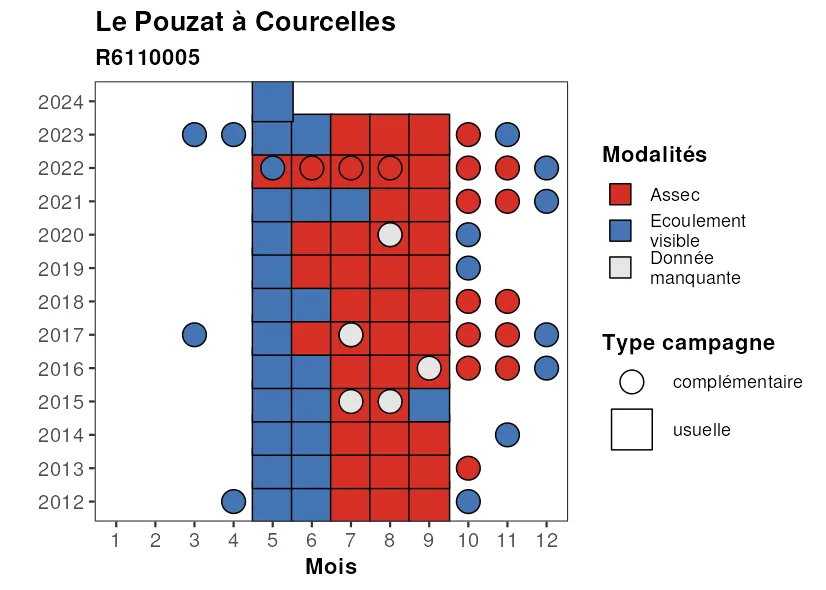 Le Pouzat à Courcelles
R6110005
2024
2023
2022
2021
2020
2019
2018
2017
2016
2015
2014
2013
2012
1 2 3 4 5 6 7 8 9 10 11 12
Mois
Modalités
Assec
Ecoulement
visible
Donnée
manquante
Type campagne
complémentaire
usuelle